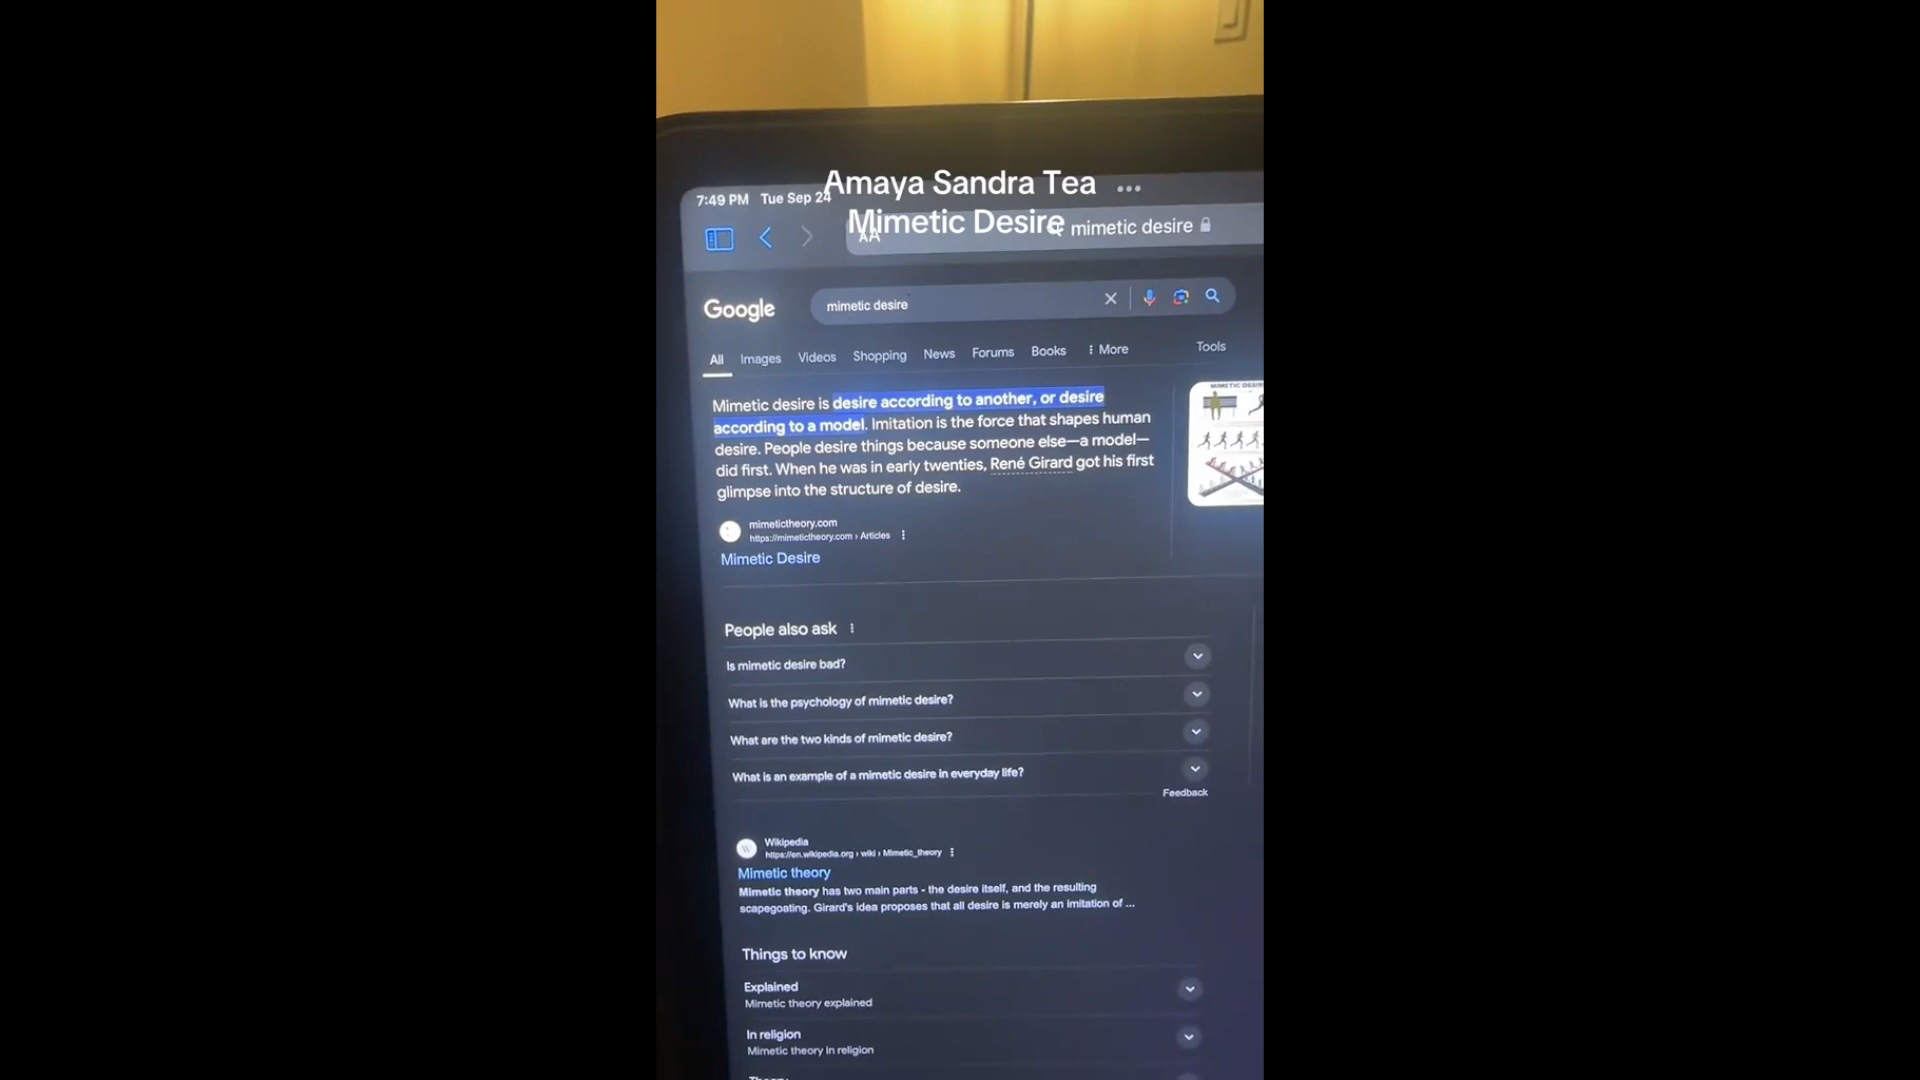 Amaya Sandra Tea
Mimetic Desire
7:49 PM Tue Sep 24
AA mimetic desire
Google
mimetic desire
All Images Videos Shopping News Forums Books More Tools
Mimetic desire is desire according to another, or desire
according to a model. Imitation is the force that shapes human
desire. People desire things because someone else—a model—
did first. When he was in early twenties, René Girard got his first
glimpse into the structure of desire.
MIMETIC DESIRE
mimetictheory.com
https://mimetictheory.com › Articles
Mimetic Desire
People also ask
Is mimetic desire bad?
What is the psychology of mimetic desire?
What are the two kinds of mimetic desire?
What is an example of a mimetic desire in everyday life?
Feedback
W
Wikipedia
https://en.wikipedia.org › wiki › Mimetic_theory
Mimetic theory
Mimetic theory has two main parts - the desire itself, and the resulting
scapegoating. Girard's idea proposes that all desire is merely an imitation of ...
Things to know
Explained
Mimetic theory explained
In religion
Mimetic theory in religion